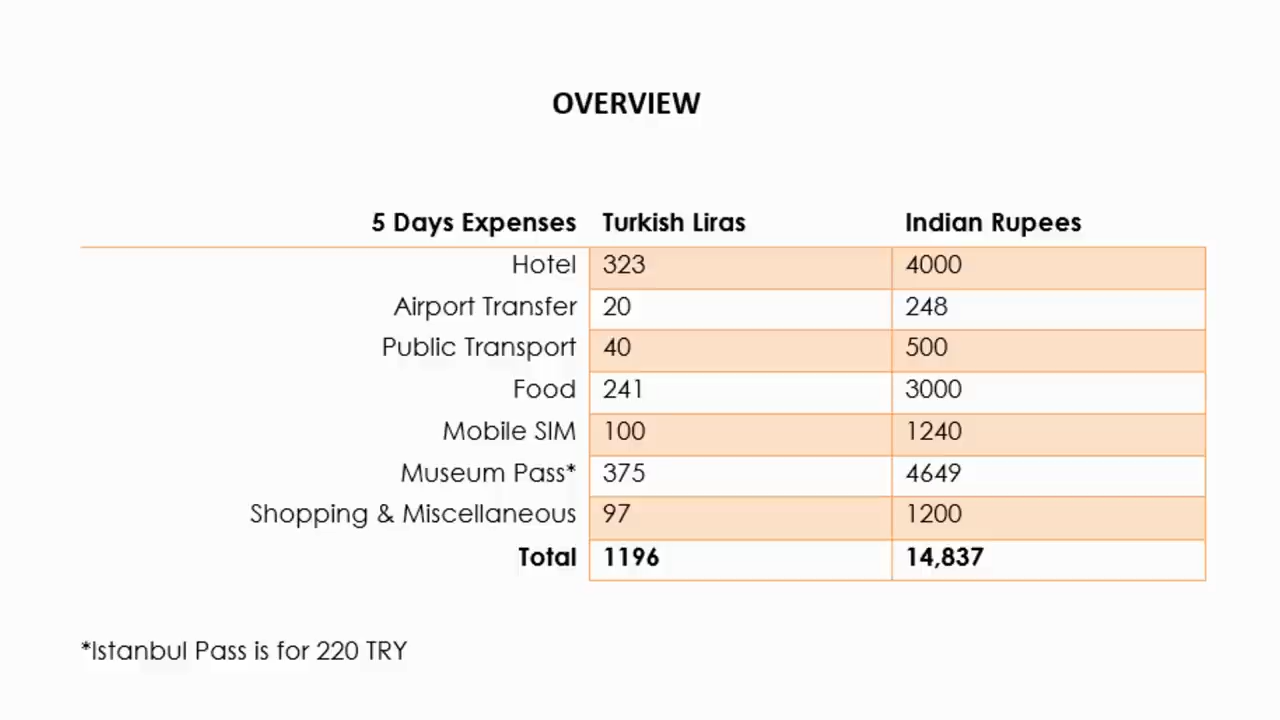 OVERVIEW
5 Days Expenses Turkish Liras Indian Rupees
Hotel 323 4000
Airport Transfer 20 248
Public Transport 40 500
Food 241 3000
Mobile SIM 100 1240
Museum Pass* 375 4649
Shopping & Miscellaneous 97 1200
Total 1196 14,837
*Istanbul Pass is for 220 TRY